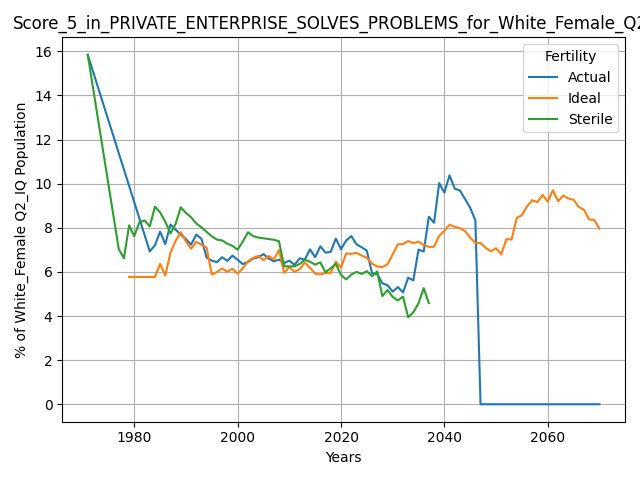 Score_5_in_PRIVATE_ENTERPRISE_SOLVES_PROBLEMS_for_White_Female_Q2
Fertility
Actual
Ideal
Sterile
% of White_Female Q2_IQ Population
16
14
12
10
8
6
4
2
0
1980 2000 2020 2040 2060
Years